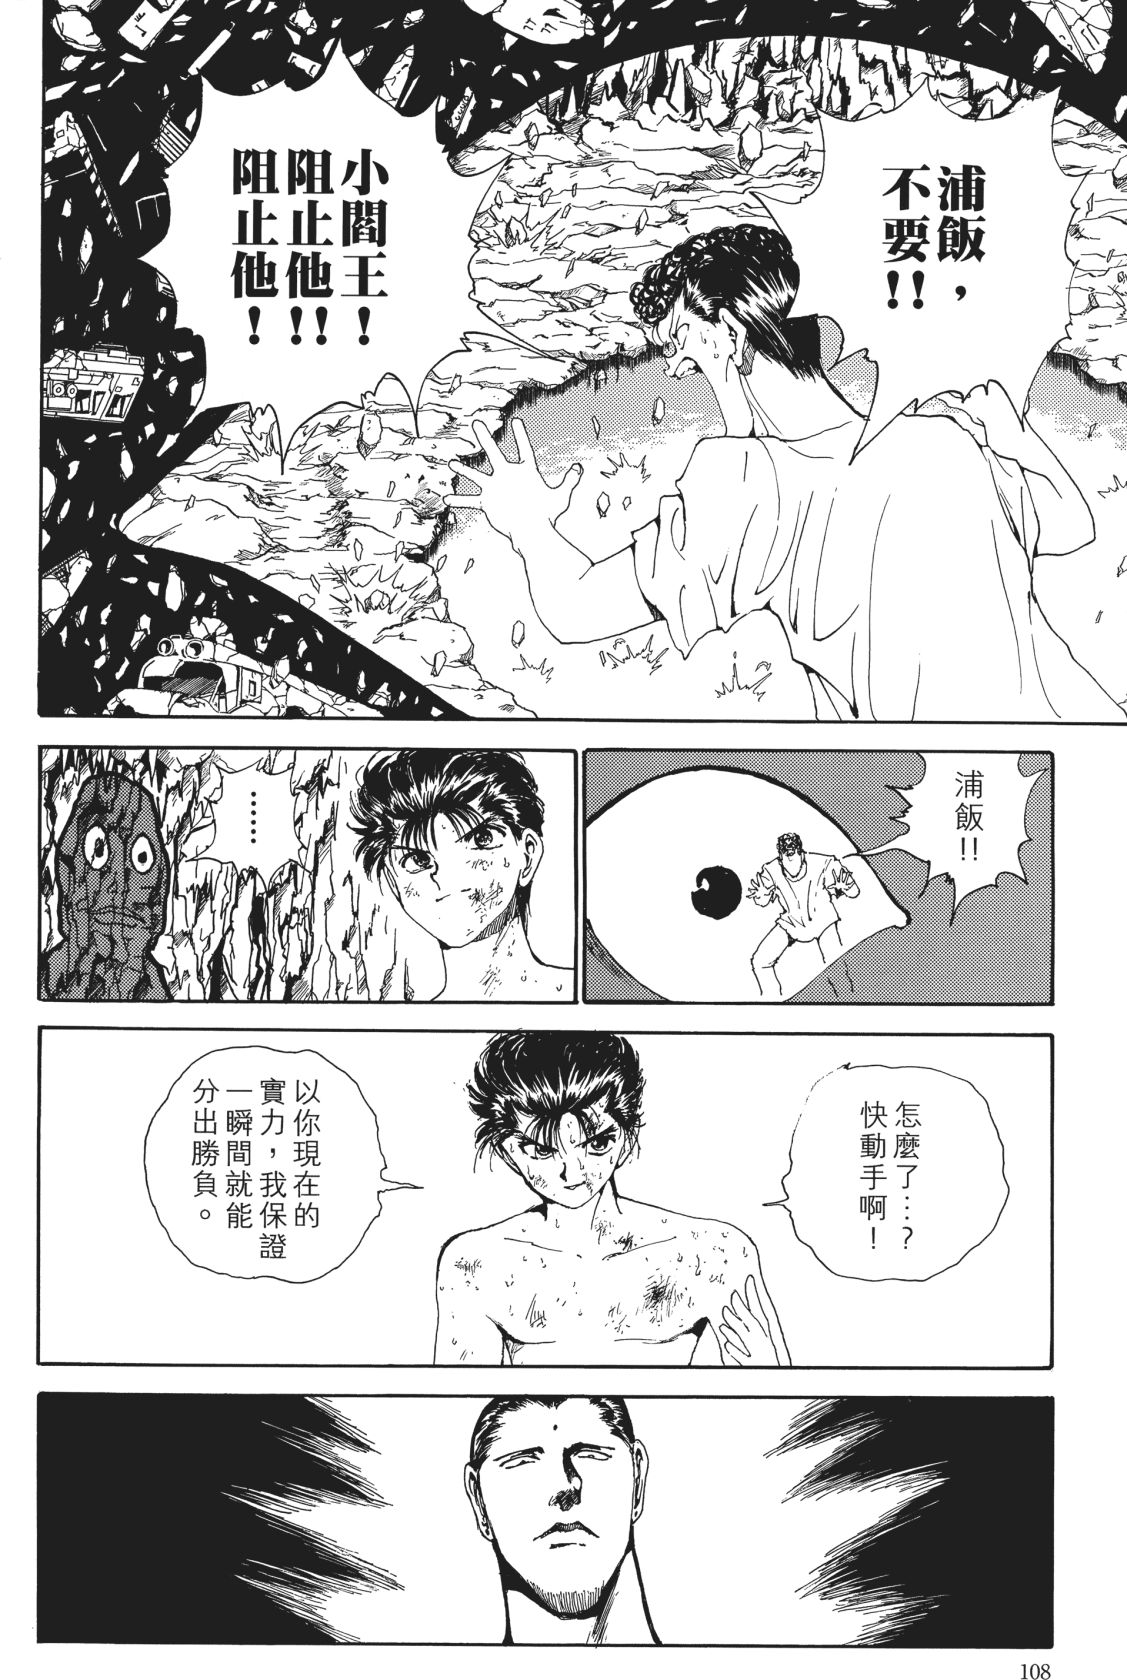 浦飯，
不要!!
小閻王！
阻止他!!
阻止他！
浦飯!!
……
怎麼了…？
快動手啊！
以你現在的
實力，我保證
一瞬間就能
分出勝負。
108